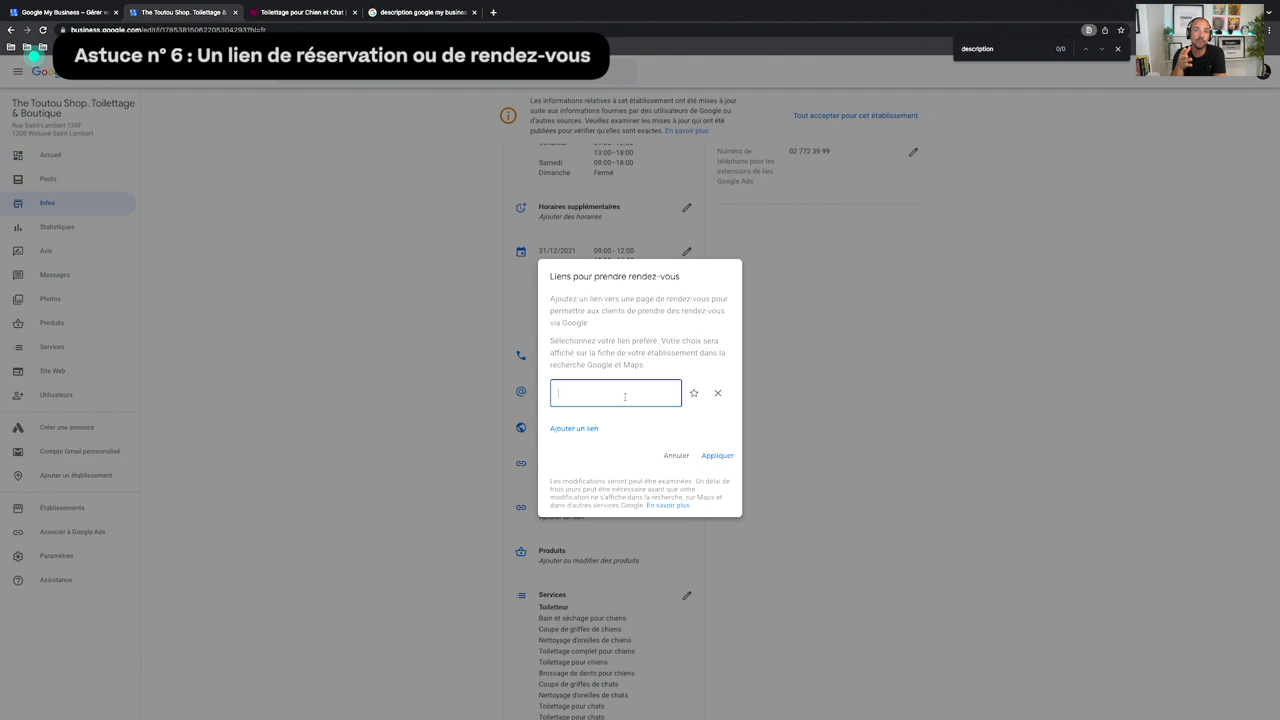 Google My Business – Gérer vo
The Toutou Shop. Toilettage &
Toilettage pour Chien et Chat |
description google my busines
business.google.com/edit/l/17853815062205304293?hl=fr
description
0/0
Astuce n° 6 : Un lien de réservation ou de rendez-vous
The Toutou Shop. Toilettage
& Boutique
Rue Saint-Lambert 135F
1200 Woluwé Saint Lambert
Accueil
Posts
Infos
Statistiques
Avis
Messages
Photos
Produits
Services
Site Web
Utilisateurs
Créer une annonce
Compte Gmail personnalisé
Ajouter un établissement
Établissements
Associer à Google Ads
Paramètres
Assistance
Les informations relatives à cet établissement ont été mises à jour
suite aux informations fournies par des utilisateurs de Google ou
d'autres sources. Veuillez examiner les mises à jour qui ont été
publiées pour vérifier qu'elles sont exactes. En savoir plus
Tout accepter pour cet établissement
13:00–18:00
Samedi 09:00–18:00
Dimanche Fermé
Numéro de
téléphone pour les
extensions de lieu
Google Ads
02 772 39 99
Horaires supplémentaires
Ajouter des horaires
31/12/2021 09:00 - 12:00
Liens pour prendre rendez-vous
Ajoutez un lien vers une page de rendez-vous pour
permettre aux clients de prendre des rendez-vous
via Google
Sélectionnez votre lien préféré. Votre choix sera
affiché sur la fiche de votre établissement dans la
recherche Google et Maps.
Ajouter un lien
Annuler
Appliquer
Les modifications seront peut-être examinées. Un délai de
trois jours peut être nécessaire avant que votre
modification ne s'affiche dans la recherche, sur Maps et
dans d'autres services Google. En savoir plus
Produits
Ajouter ou modifier des produits
Services
Toiletteur
Bain et séchage pour chiens
Coupe de griffes de chiens
Nettoyage d'oreilles de chiens
Toilettage complet pour chiens
Toilettage pour chiens
Brossage de dents pour chiens
Coupe de griffes de chats
Nettoyage d'oreilles de chats
Toilettage pour chats
Toilettage pour chats